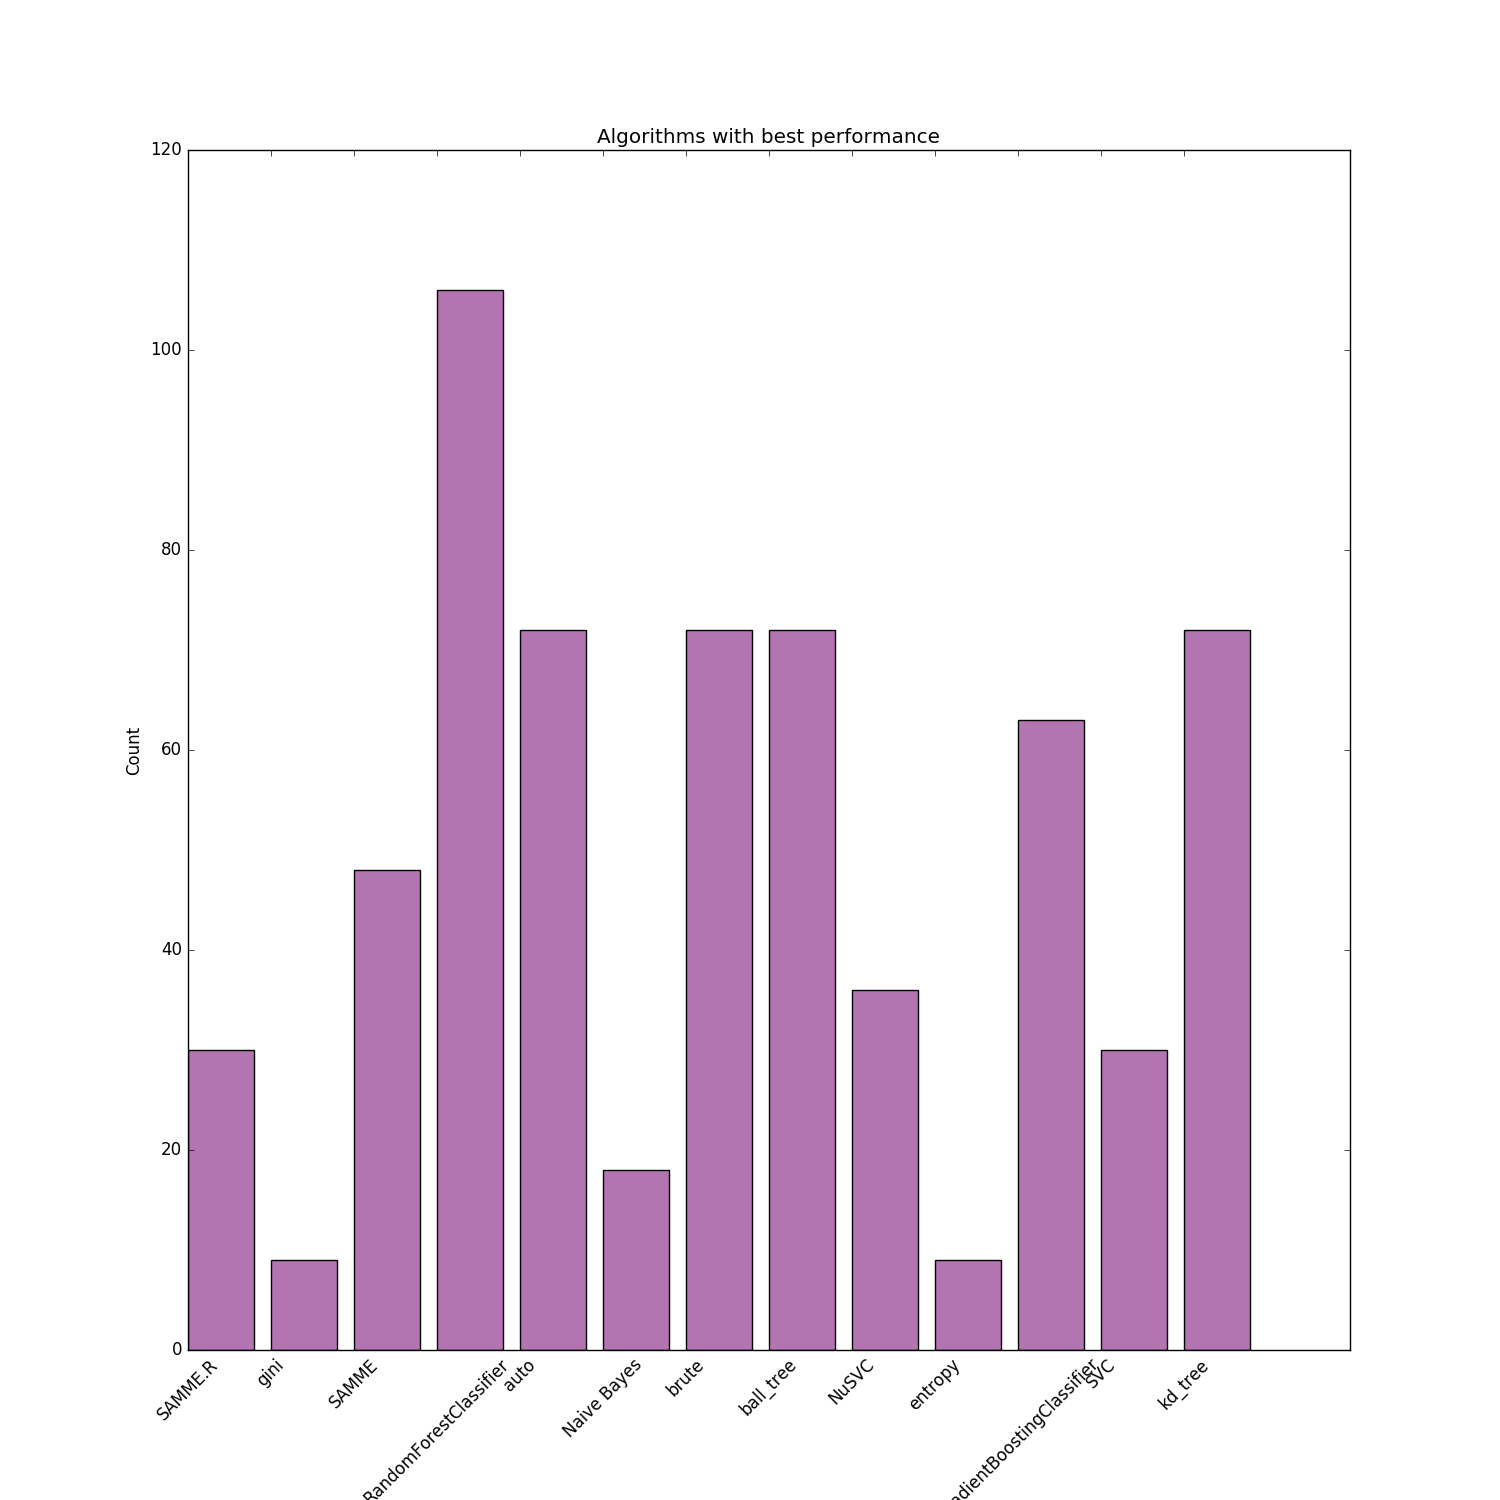 Algorithms with best performance
120
100
80
60
40
20
0
Count
SAMME.R
gini
SAMME
RandomForestClassifier
auto
Naive Bayes
brute
ball_tree
NuSVC
entropy
edientBoostingClassifier
SVC
kd_tree